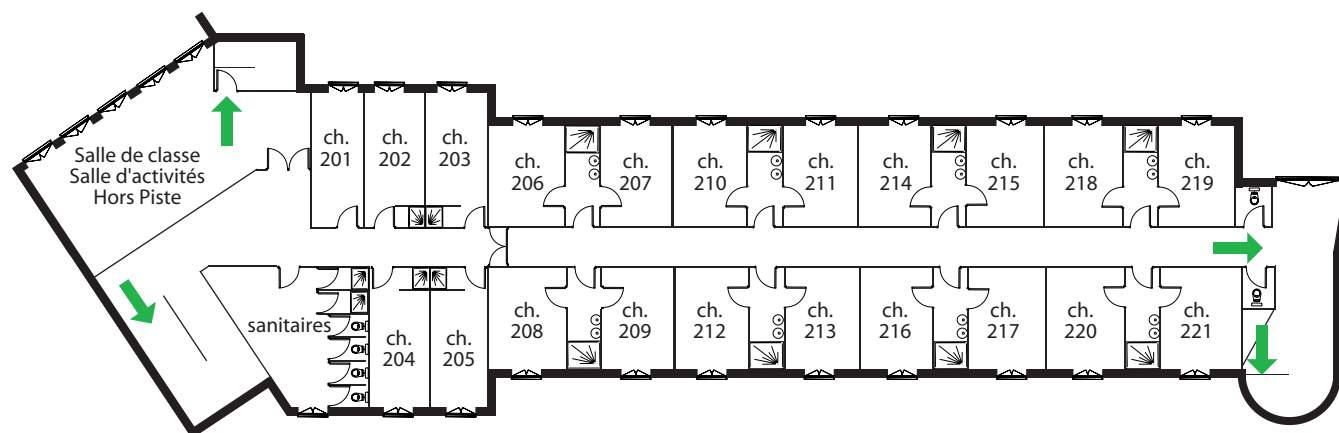 Salle de classe
Salle d'activités
Hors Piste
ch.
201
ch.
202
ch.
203
ch.
206
ch.
207
ch.
210
ch.
211
ch.
214
ch.
215
ch.
218
ch.
219
sanitaires
ch.
204
ch.
205
ch.
208
ch.
209
ch.
212
ch.
213
ch.
216
ch.
217
ch.
220
ch.
221